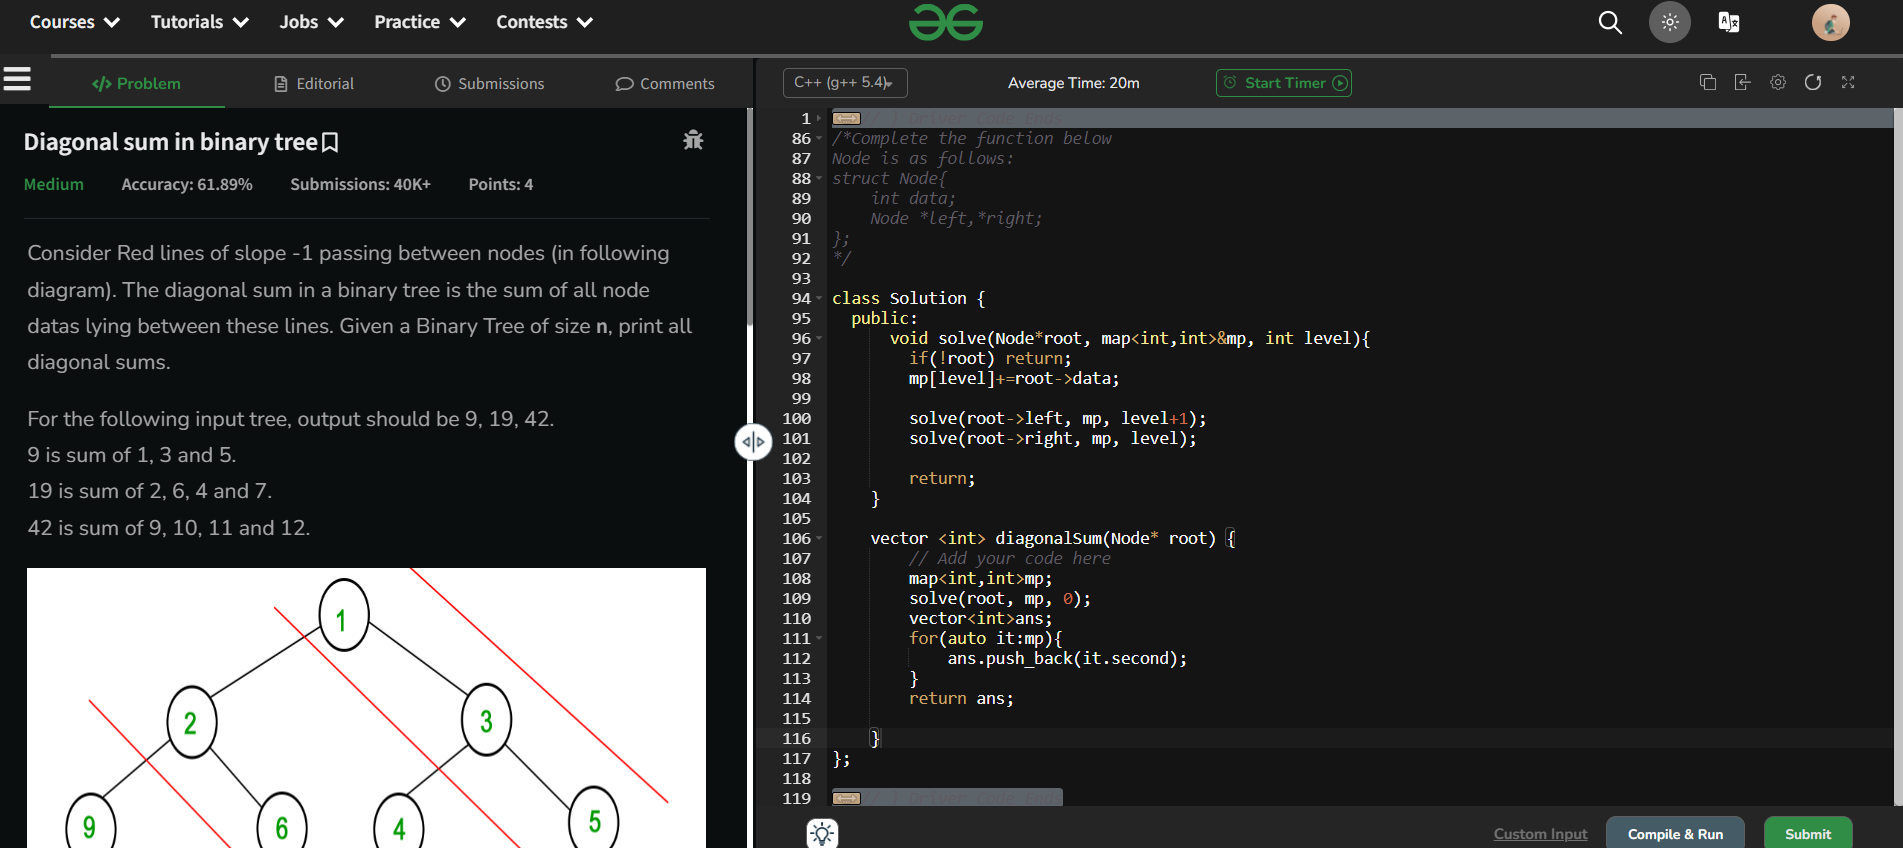 Courses Tutorials Jobs Practice Contests
Problem Editorial Submissions Comments
C++ (g++ 5.4) Average Time: 20m Start Timer
Diagonal sum in binary tree
Medium Accuracy: 61.89% Submissions: 40K+ Points: 4
Consider Red lines of slope -1 passing between nodes (in following
diagram). The diagonal sum in a binary tree is the sum of all node
datas lying between these lines. Given a Binary Tree of size n, print all
diagonal sums.
For the following input tree, output should be 9, 19, 42.
9 is sum of 1, 3 and 5.
19 is sum of 2, 6, 4 and 7.
42 is sum of 9, 10, 11 and 12.
1
2 3
9 6 4 5
1 // } Driver Code Ends
86 /*Complete the function below
87 Node is as follows:
88 struct Node{
89 int data;
90 Node *left,*right;
91 };
92 */
93
94 class Solution {
95 public:
96 void solve(Node*root, map<int,int>&mp, int level){
97 if(!root) return;
98 mp[level]+=root->data;
99
100 solve(root->left, mp, level+1);
101 solve(root->right, mp, level);
102
103 return;
104 }
105
106 vector <int> diagonalSum(Node* root) {
107 // Add your code here
108 map<int,int>mp;
109 solve(root, mp, 0);
110 vector<int>ans;
111 for(auto it:mp){
112 ans.push_back(it.second);
113 }
114 return ans;
115
116 }
117 };
118
119 // } Driver Code Ends
Custom Input Compile & Run Submit